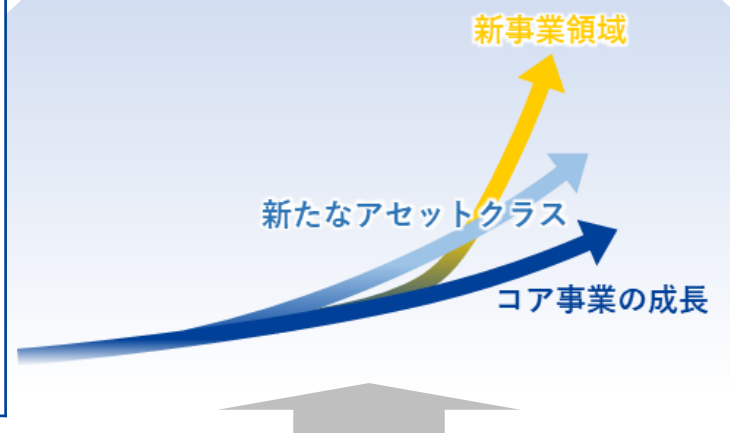 新事業領域
新たなアセットクラス
コア事業の成長